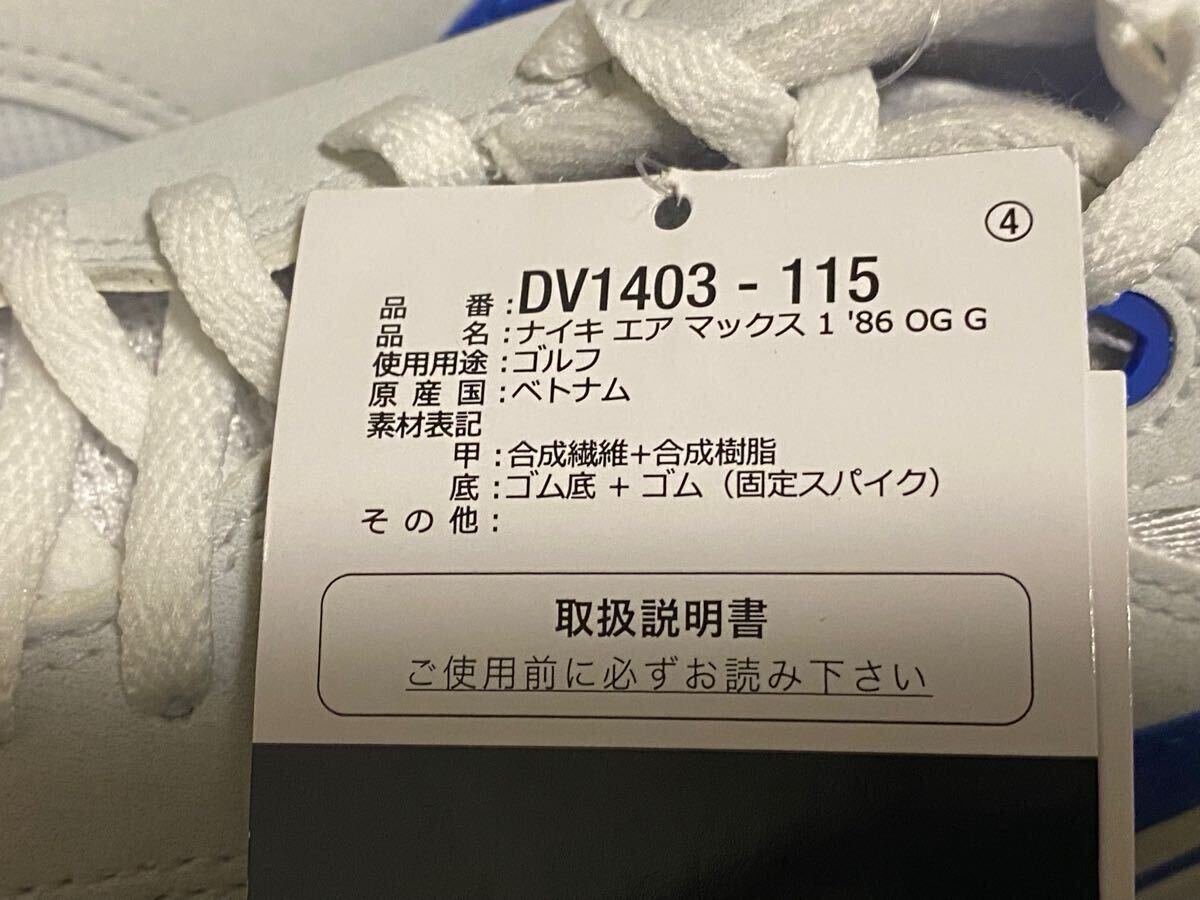 ④
品番:DV1403 - 115
品名:ナイキ エア マックス 1 '86 OG G
使用用途:ゴルフ
原産国:ベトナム
素材表記
甲:合成繊維+合成樹脂
底:ゴム底 + ゴム（固定スパイク）
その他:
取扱説明書
ご使用前に必ずお読み下さい